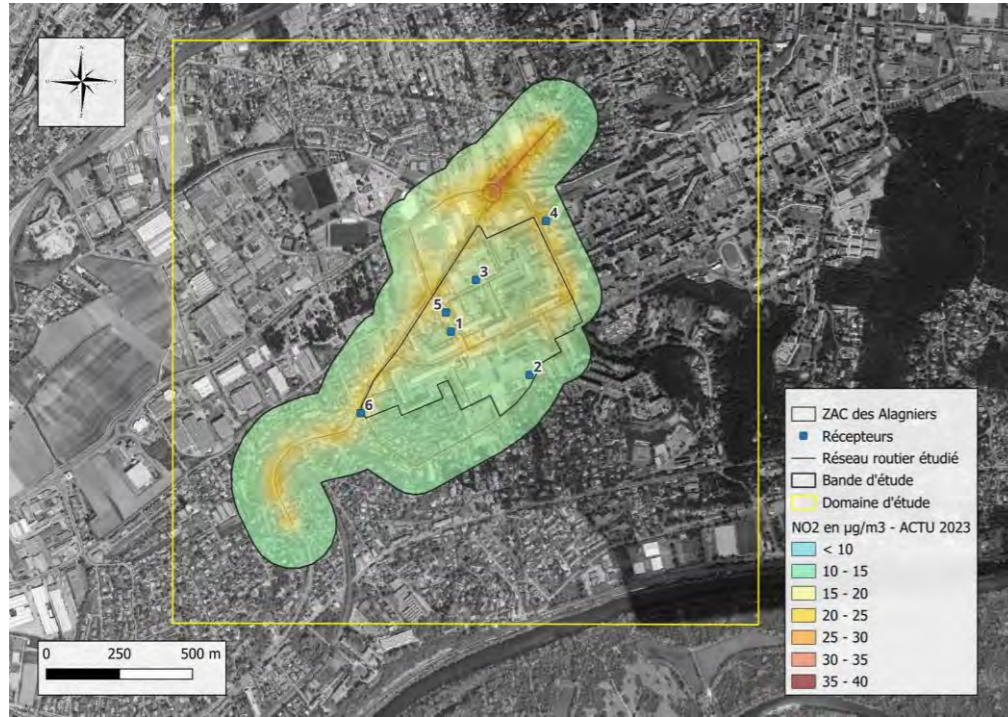 N
4
3
5
1
2
6
ZAC des Alagniers
Récepteurs
Réseau routier étudié
Bande d'étude
Domaine d'étude
NO2 en µg/m3 - ACTU 2023
< 10
10 - 15
15 - 20
20 - 25
25 - 30
30 - 35
35 - 40
0 250 500 m